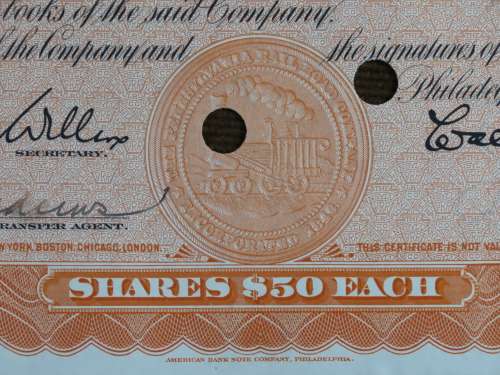 books of the said Company.
the Company and the signatures of
Philadel
SECRETARY.
TRANSFER AGENT.
YORK, BOSTON, CHICAGO, LONDON.
THIS CERTIFICATE IS NOT VAL
SHARES $50 EACH
AMERICAN BANK NOTE COMPANY, PHILADELPHIA.